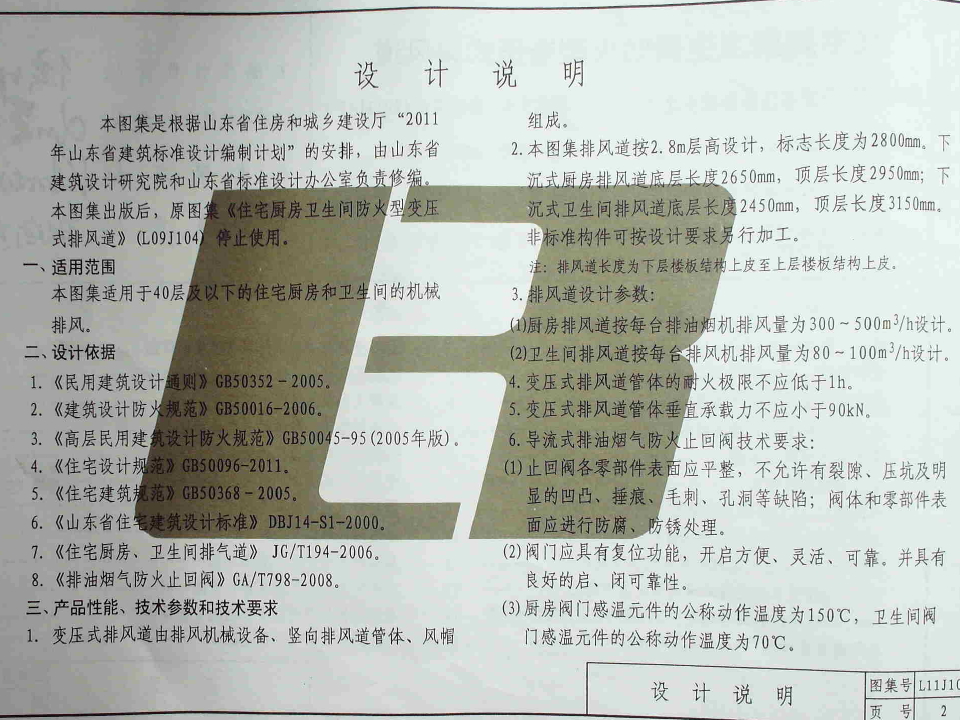 设计说明
本图集是根据山东省住房和城乡建设厅“2011
年山东省建筑标准设计编制计划”的安排，由山东省
建筑设计研究院和山东省标准设计办公室负责修编。
本图集出版后，原图集《住宅厨房卫生间防火型变压
式排风道》(L09J104) 停止使用。
一、适用范围
本图集适用于40层及以下的住宅厨房和卫生间的机械
排风。
二、设计依据
1. 《民用建筑设计通则》GB50352－2005。
2. 《建筑设计防火规范》GB50016-2006。
3. 《高层民用建筑设计防火规范》GB50045-95(2005年版)。
4. 《住宅设计规范》GB50096-2011。
5. 《住宅建筑规范》GB50368－2005。
6. 《山东省住宅建筑设计标准》DBJ14-S1-2000。
7. 《住宅厨房、卫生间排气道》 JG/T194-2006。
8. 《排油烟气防火止回阀》GA/T798-2008。
三、产品性能、技术参数和技术要求
1. 变压式排风道由排风机械设备、竖向排风道管体、风帽
组成。
2. 本图集排风道按2.8m层高设计，标志长度为2800mm。下
沉式厨房排风道底层长度2650mm，顶层长度2950mm；下
沉式卫生间排风道底层长度2450mm，顶层长度3150mm。
非标准构件可按设计要求另行加工。
注：排风道长度为下层楼板结构上皮至上层楼板结构上皮。
3. 排风道设计参数：
(1)厨房排风道按每台排油烟机排风量为300～500m³/h设计。
(2)卫生间排风道按每台排风机排风量为80～100m³/h设计。
4. 变压式排风道管体的耐火极限不应低于1h。
5. 变压式排风道管体垂直承载力不应小于90kN。
6. 导流式排油烟气防火止回阀技术要求：
(1)止回阀各零部件表面应平整，不允许有裂隙、压坑及明
显的凹凸、捶痕、毛刺、孔洞等缺陷；阀体和零部件表
面应进行防腐、防锈处理。
(2)阀门应具有复位功能，开启方便、灵活、可靠。并具有
良好的启、闭可靠性。
(3)厨房阀门感温元件的公称动作温度为150℃，卫生间阀
门感温元件的公称动作温度为70℃。
设计说明
图集号 L11J10
页 号 2